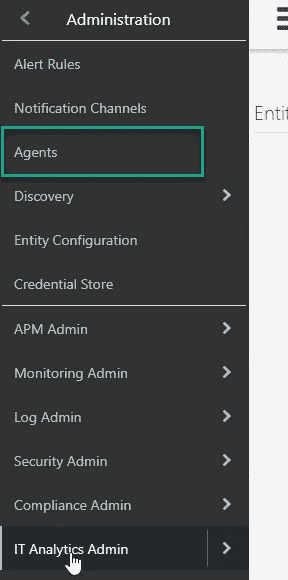 Administration
Alert Rules
Notification Channels
Agents
Discovery
Entity Configuration
Credential Store
APM Admin
Monitoring Admin
Log Admin
Security Admin
Compliance Admin
IT Analytics Admin
Entit